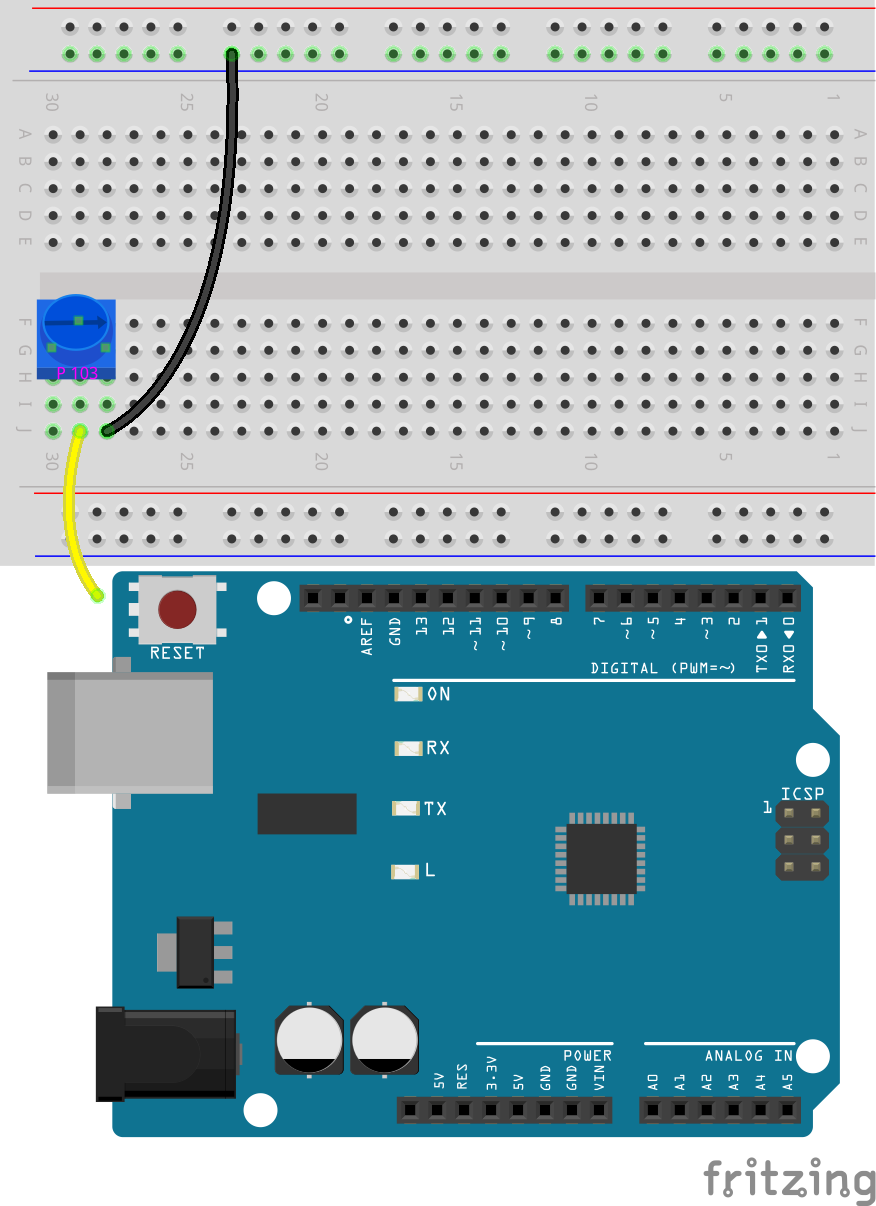 30 25 20 15 10 5 1
A A
B B
C C
D D
E E
F F
G G
H H
P 103
I I
J J
30 25 20 15 10 5 1
RESET
AREF GND 13 12 ~11 ~10 ~9 8 7 ~6 ~5 4 ~3 2 TX0▶1 RX0◀0
DIGITAL (PWM=~)
ON
RX
TX
L
ICSP
1
POWER ANALOG IN
5V RES 3.3V 5V GND GND VIN A0 A1 A2 A3 A4 A5
fritzing